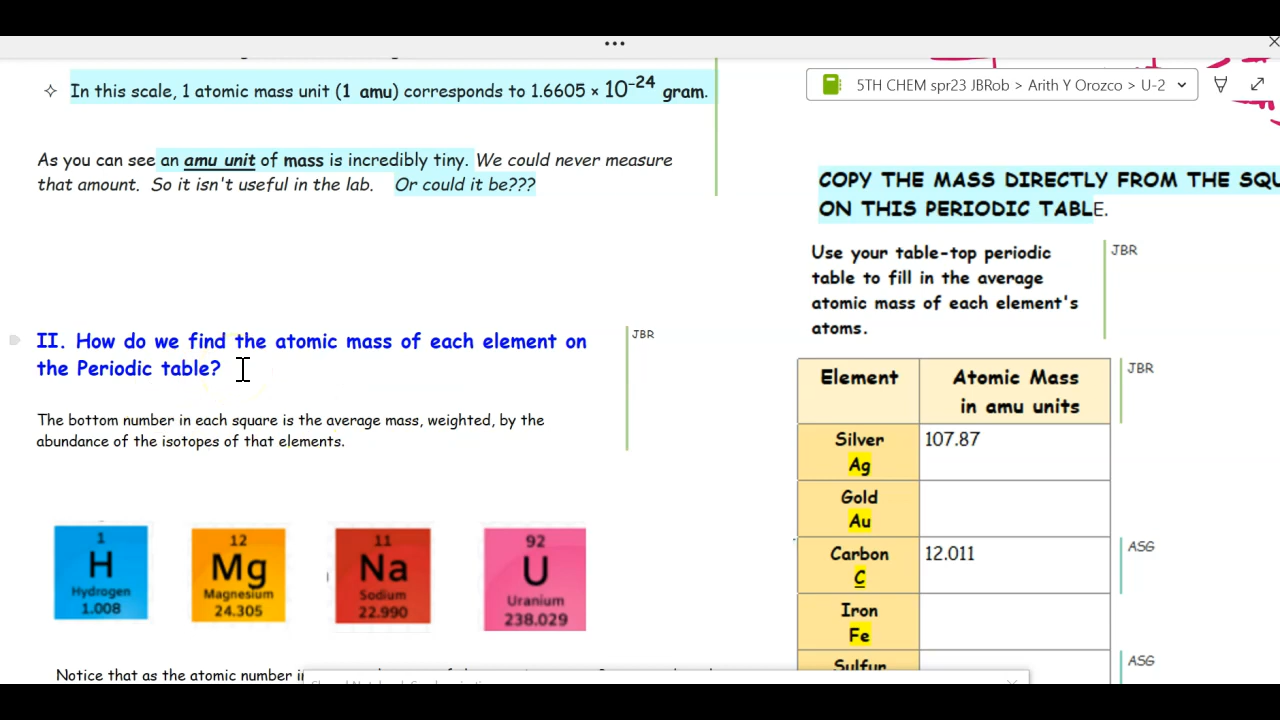 In this scale, 1 atomic mass unit (1 amu) corresponds to 1.6605 × 10⁻²⁴ gram.
As you can see an amu unit of mass is incredibly tiny. We could never measure
that amount. So it isn't useful in the lab. Or could it be???
II. How do we find the atomic mass of each element on
the Periodic table?
JBR
The bottom number in each square is the average mass, weighted, by the
abundance of the isotopes of that elements.
1
H
Hydrogen
1.008
12
Mg
Magnesium
24.305
11
Na
Sodium
22.990
92
U
Uranium
238.029
Notice that as the atomic number
5TH CHEM spr23 JBRob > Arith Y Orozco > U-2
COPY THE MASS DIRECTLY FROM THE
ON THIS PERIODIC TABLE.
Use your table-top periodic
table to fill in the average
atomic mass of each element's
atoms.
JBR
Element
Atomic Mass
in amu units
JBR
Silver
Ag
107.87
Gold
Au
Carbon
C
12.011
ASG
Iron
Fe
Sulfur
ASG